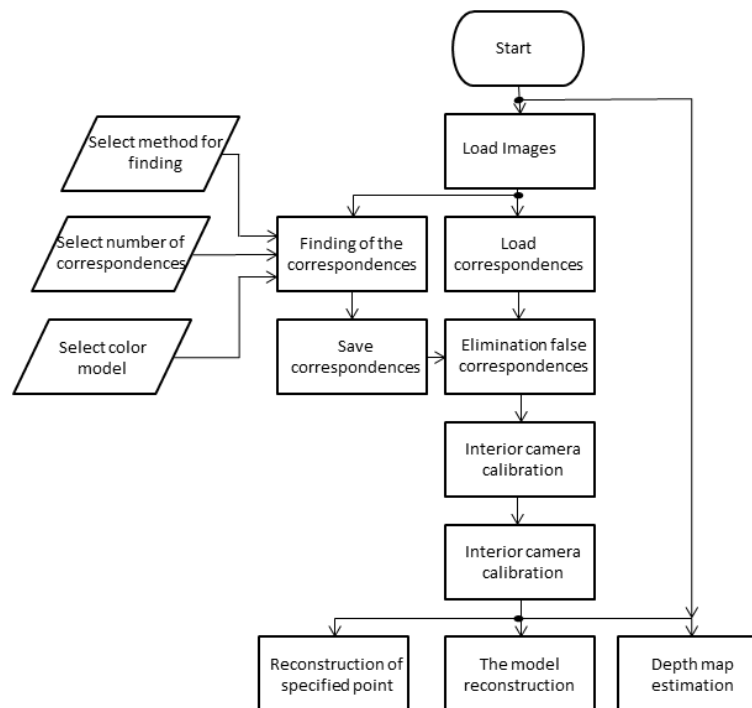 Start
Load Images
Select method for
finding
Select number of
correspondences
Select color
model
Finding of the
correspondences
Load
correspondences
Save
correspondences
Elimination false
correspondences
Interior camera
calibration
Interior camera
calibration
Reconstruction of
specified point
The model
reconstruction
Depth map
estimation